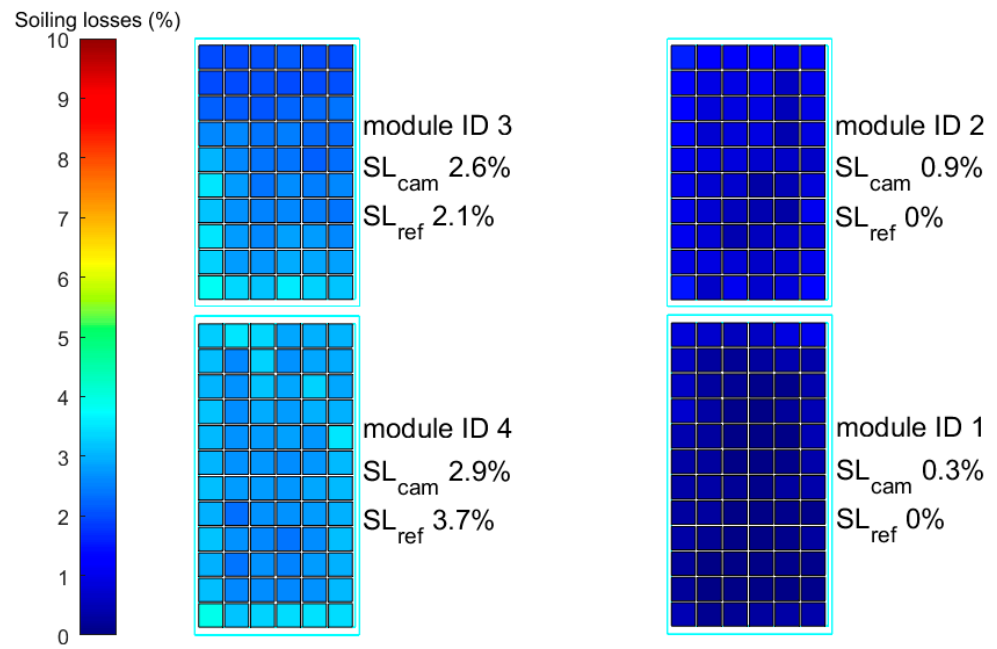 Soiling losses (%)
10
9
8
7
6
5
4
3
2
1
0
module ID 3
SLcam 2.6%
SLref 2.1%
module ID 2
SLcam 0.9%
SLref 0%
module ID 4
SLcam 2.9%
SLref 3.7%
module ID 1
SLcam 0.3%
SLref 0%